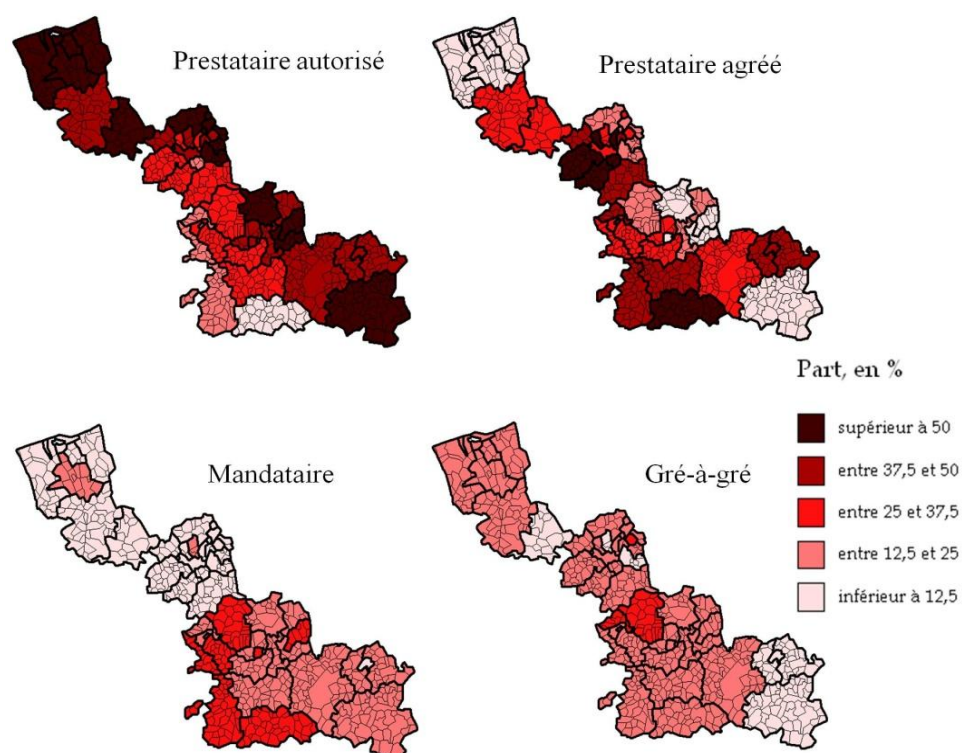 Prestataire autorisé
Prestataire agréé
Mandataire
Gré-à-gré
Part, en %
supérieur à 50
entre 37,5 et 50
entre 25 et 37,5
entre 12,5 et 25
inférieur à 12,5